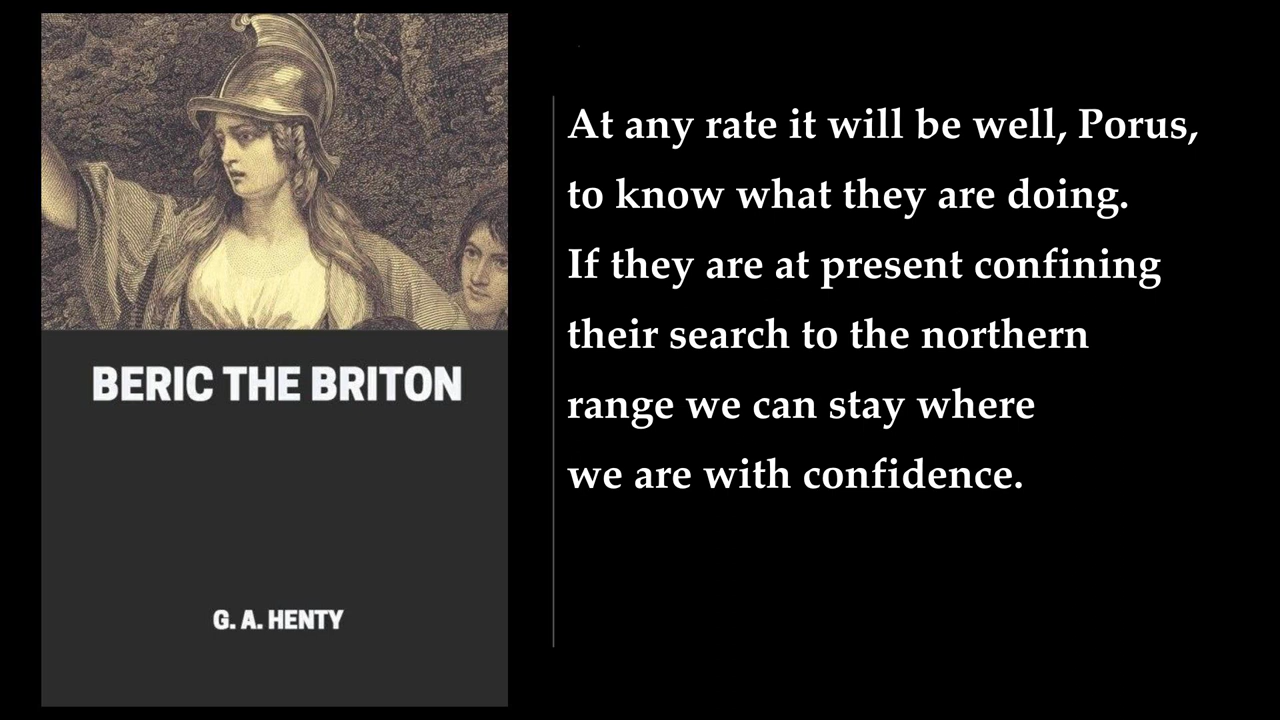 BERIC THE BRITON
G. A. HENTY
At any rate it will be well, Porus,
to know what they are doing.
If they are at present confining
their search to the northern
range we can stay where
we are with confidence.